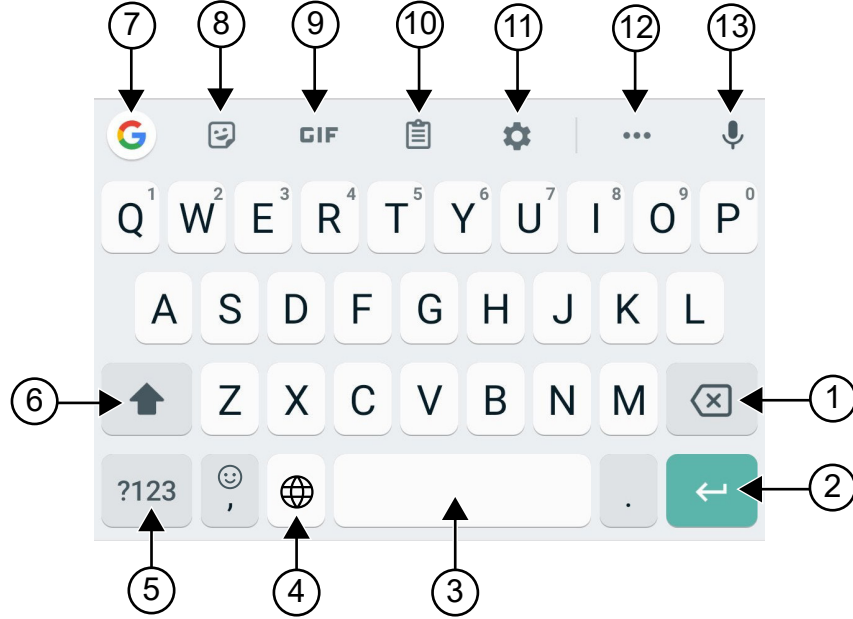 7 8 9 10 11 12 13
G GIF
Q 1 W 2 E 3 R 4 T 5 Y 6 U 7 I 8 O 9 P 0
A S D F G H J K L
6 Z X C V B N M 1
?123 , . 2
5 4 3